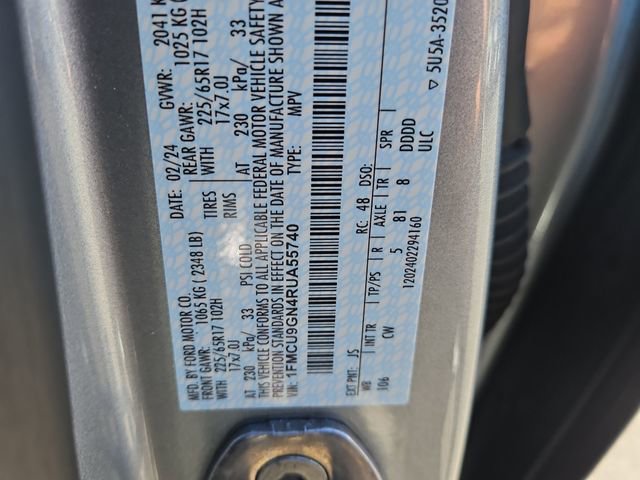 MFD. BY FORD MOTOR CO. DATE: 02/24 GVWR: 2041 K
FRONT GAWR: 1065 KG ( 2348 LB) REAR GAWR: 1025 KG (
225/65R17 102H TIRES WITH 225/65R17 102H
17x7.0J RIMS 17x7.0J
AT 230 kPa/ 33 PSI COLD AT 230 kPa/ 33
THIS VEHICLE CONFORMS TO ALL APPLICABLE FEDERAL MOTOR VEHICLE SAFETY
PREVENTION STANDARDS IN EFFECT ON THE DATE OF MANUFACTURE SHOWN A
VIN: 1FMCU9GN4RUA55740 TYPE: MPV
EXT PNT: JS RC: 48 DSO:
WB INT TR TP/PS R AXLE TR SPR
106 CW 5 81 8 DDDD
1202402294160 ULC
5U5A-3520